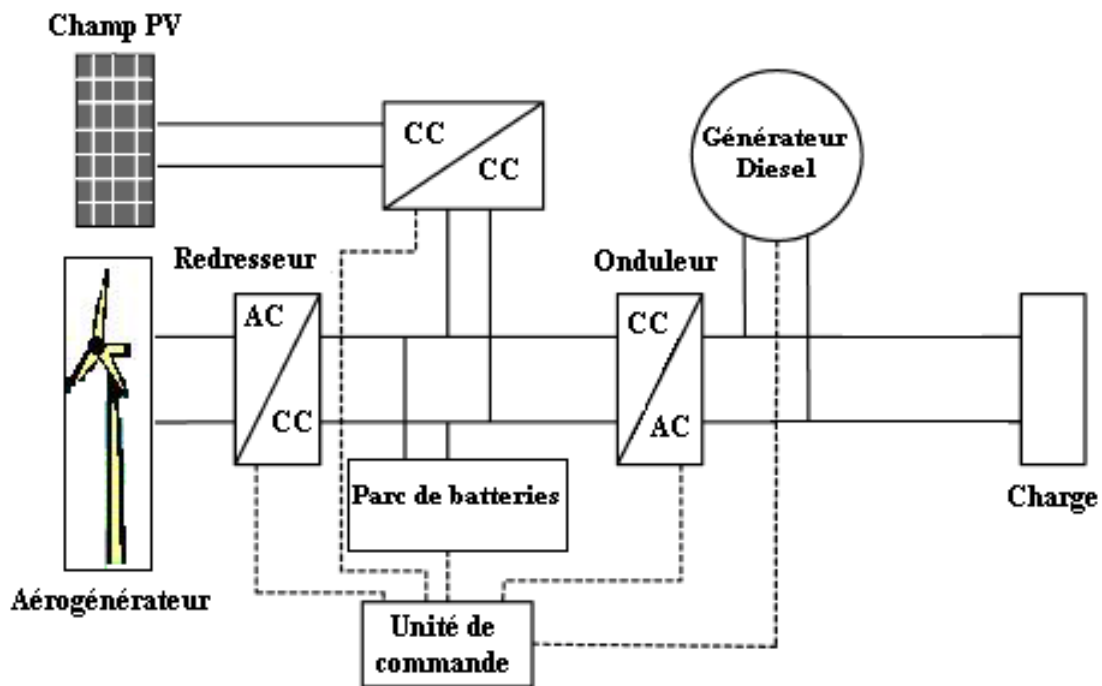 Champ PV
CC
CC
Générateur
Diesel
Redresseur
Onduleur
AC
CC
CC
AC
Parc de batteries
Charge
Aérogénérateur
Unité de
commande